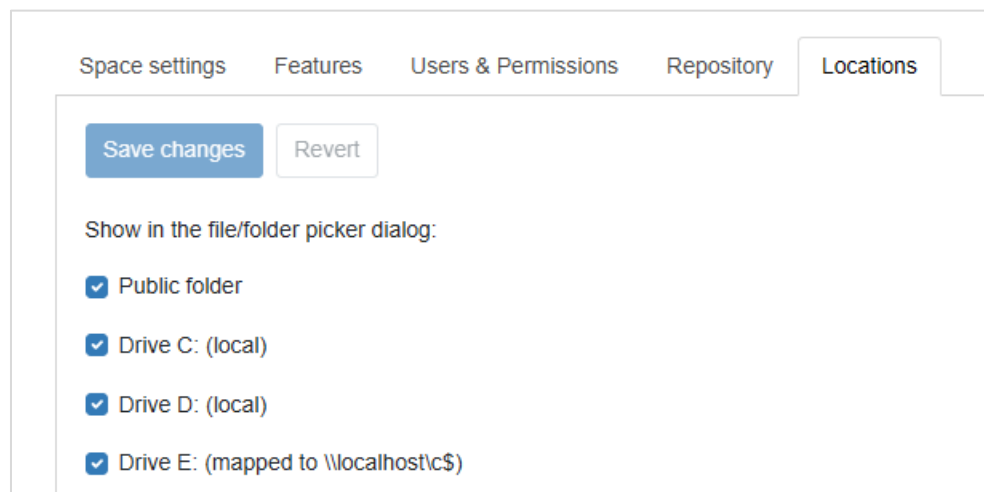 Space settings Features Users & Permissions Repository Locations
Save changes Revert
Show in the file/folder picker dialog:
Public folder
Drive C: (local)
Drive D: (local)
Drive E: (mapped to \\localhost\c$)